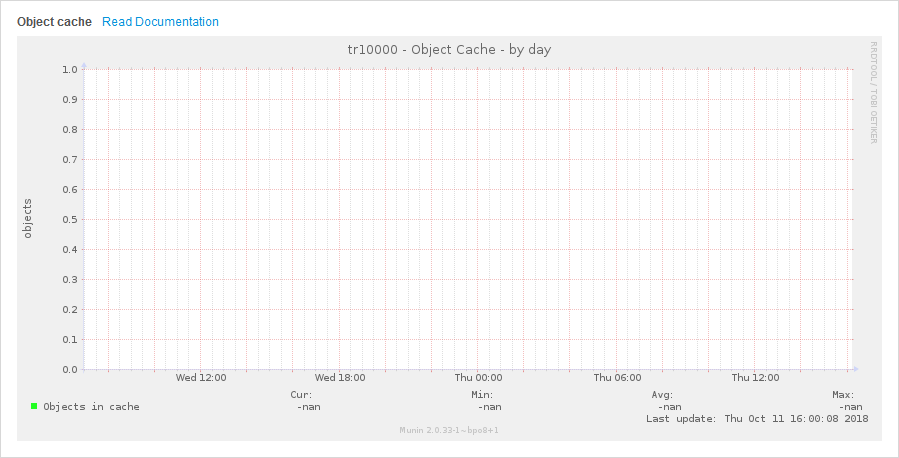 Object cache Read Documentation
tr10000 - Object Cache - by day
RRDTOOL / TOBI OETIKER
objects
1.0
0.9
0.8
0.7
0.6
0.5
0.4
0.3
0.2
0.1
0.0
Wed 12:00 Wed 18:00 Thu 00:00 Thu 06:00 Thu 12:00
Cur: Min: Avg: Max:
Objects in cache -nan -nan -nan -nan
Last update: Thu Oct 11 16:00:08 2018
Munin 2.0.33-1~bpo8+1